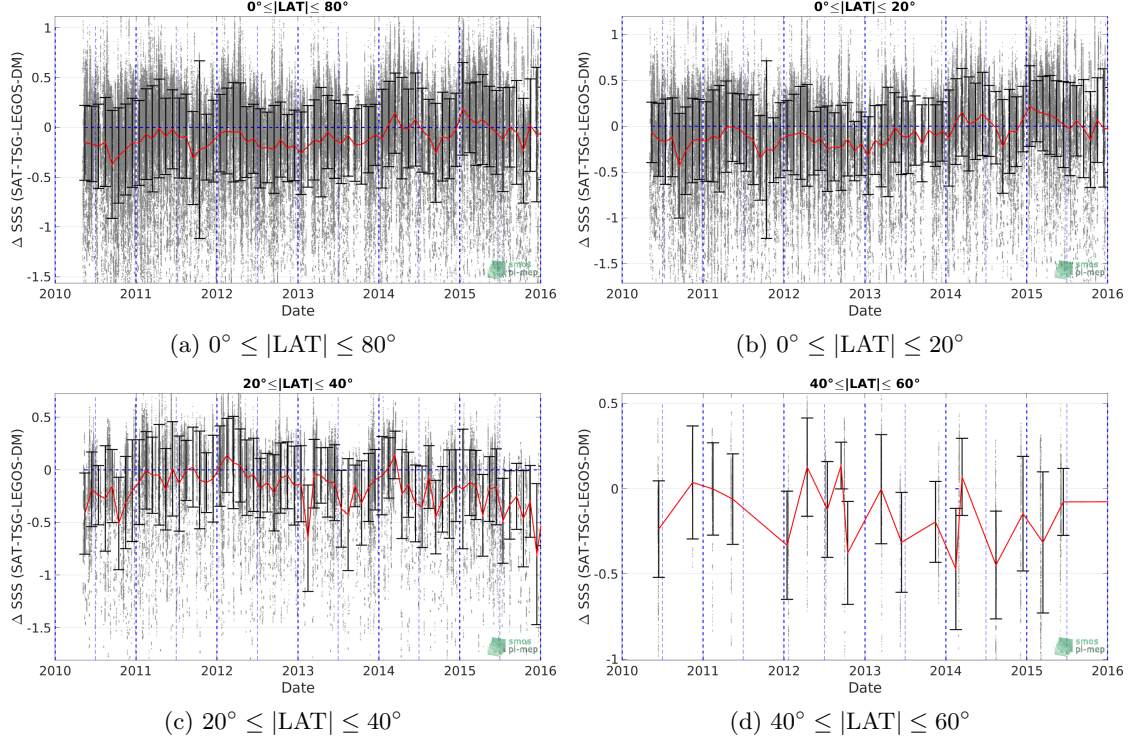 0°≤|LAT|≤ 80°
Δ SSS (SAT-TSG-LEGOS-DM)
1
0.5
0
-0.5
-1
-1.5
2010 2011 2012 2013 2014 2015 2016
Date
smos
pi-mep
(a) 0° ≤ |LAT| ≤ 80°
0°≤|LAT|≤ 20°
Δ SSS (SAT-TSG-LEGOS-DM)
1
0.5
0
-0.5
-1
-1.5
2010 2011 2012 2013 2014 2015 2016
Date
smos
pi-mep
(b) 0° ≤ |LAT| ≤ 20°
20°≤|LAT|≤ 40°
Δ SSS (SAT-TSG-LEGOS-DM)
0.5
0
-0.5
-1
-1.5
2010 2011 2012 2013 2014 2015 2016
Date
smos
pi-mep
(c) 20° ≤ |LAT| ≤ 40°
40°≤|LAT|≤ 60°
Δ SSS (SAT-TSG-LEGOS-DM)
0.5
0
-0.5
-1
2010 2011 2012 2013 2014 2015 2016
Date
smos
pi-mep
(d) 40° ≤ |LAT| ≤ 60°